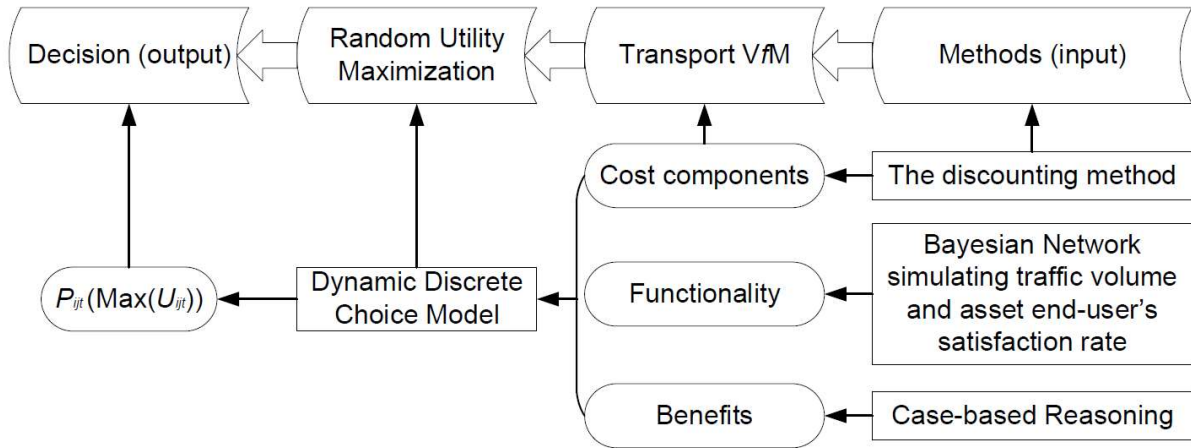 Decision (output)
Random Utility
Maximization
Transport VfM
Methods (input)
Cost components
The discounting method
Bayesian Network
simulating traffic volume
and asset end-user's
satisfaction rate
Functionality
Dynamic Discrete
Choice Model
Pijt(Max(Uijt))
Benefits
Case-based Reasoning